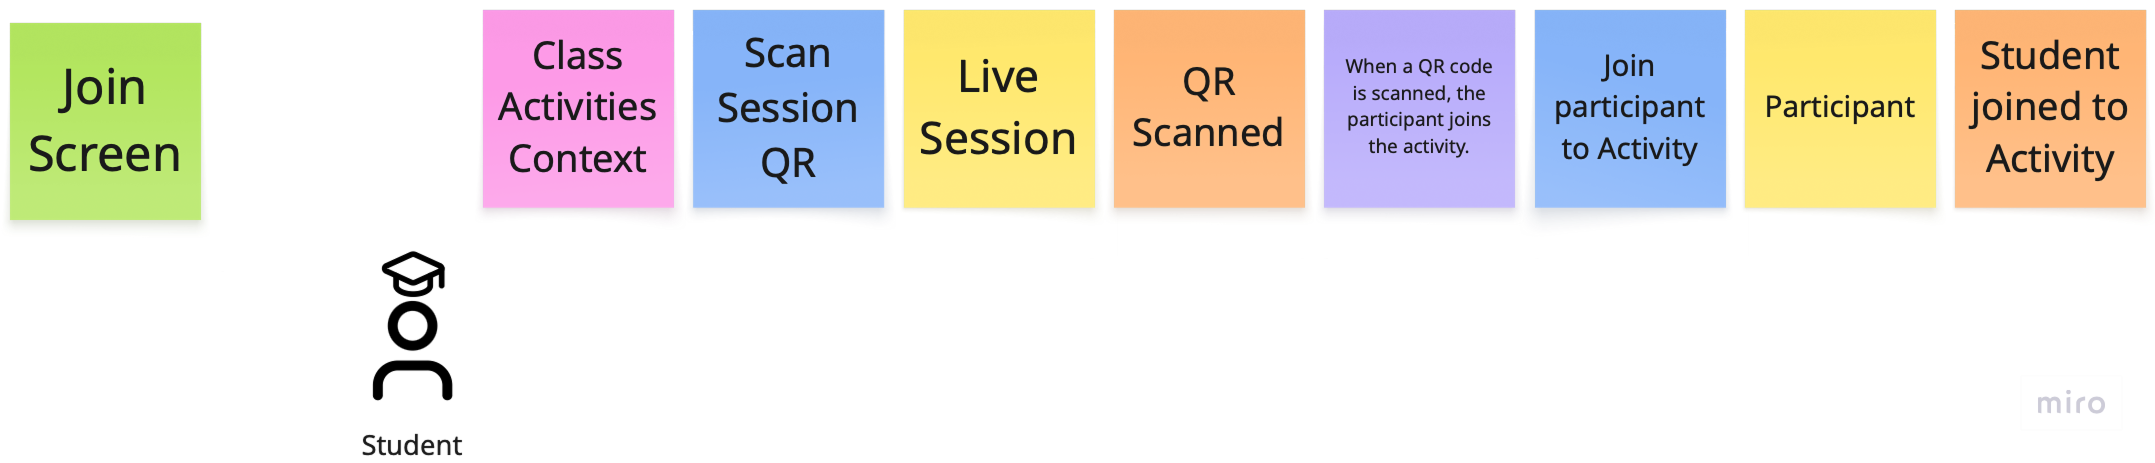 Join
Screen
Class
Activities
Context
Scan
Session
QR
Live
Session
QR
Scanned
When a QR code
is scanned, the
participant joins
the activity.
Join
participant
to Activity
Participant
Student
joined to
Activity
Student
miro